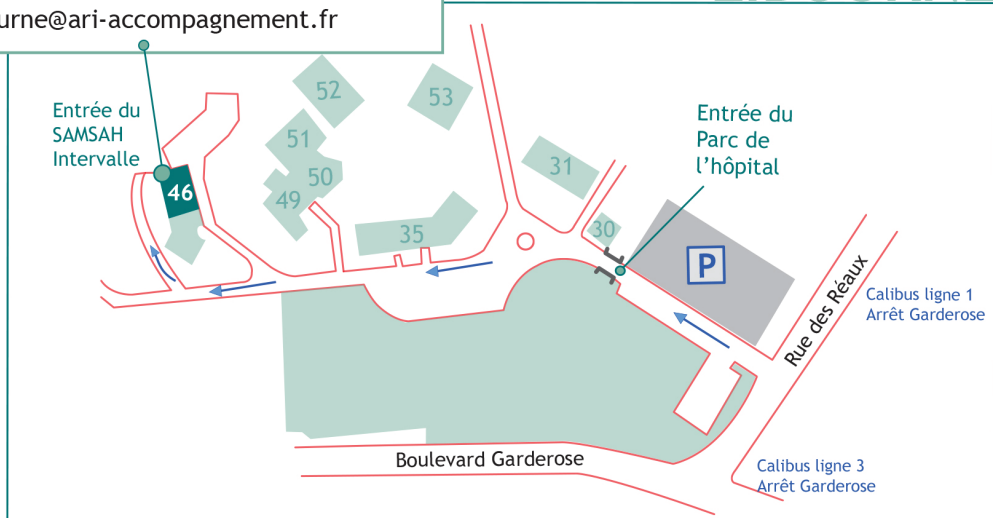 urne@ari-accompagnement.fr
Entrée du
SAMSAH
Intervalle
46
52
53
51
50
49
35
31
30
Entrée du
Parc de
l'hôpital
P
Rue des Réaux
Calibus ligne 1
Arrêt Garderose
Boulevard Garderose
Calibus ligne 3
Arrêt Garderose